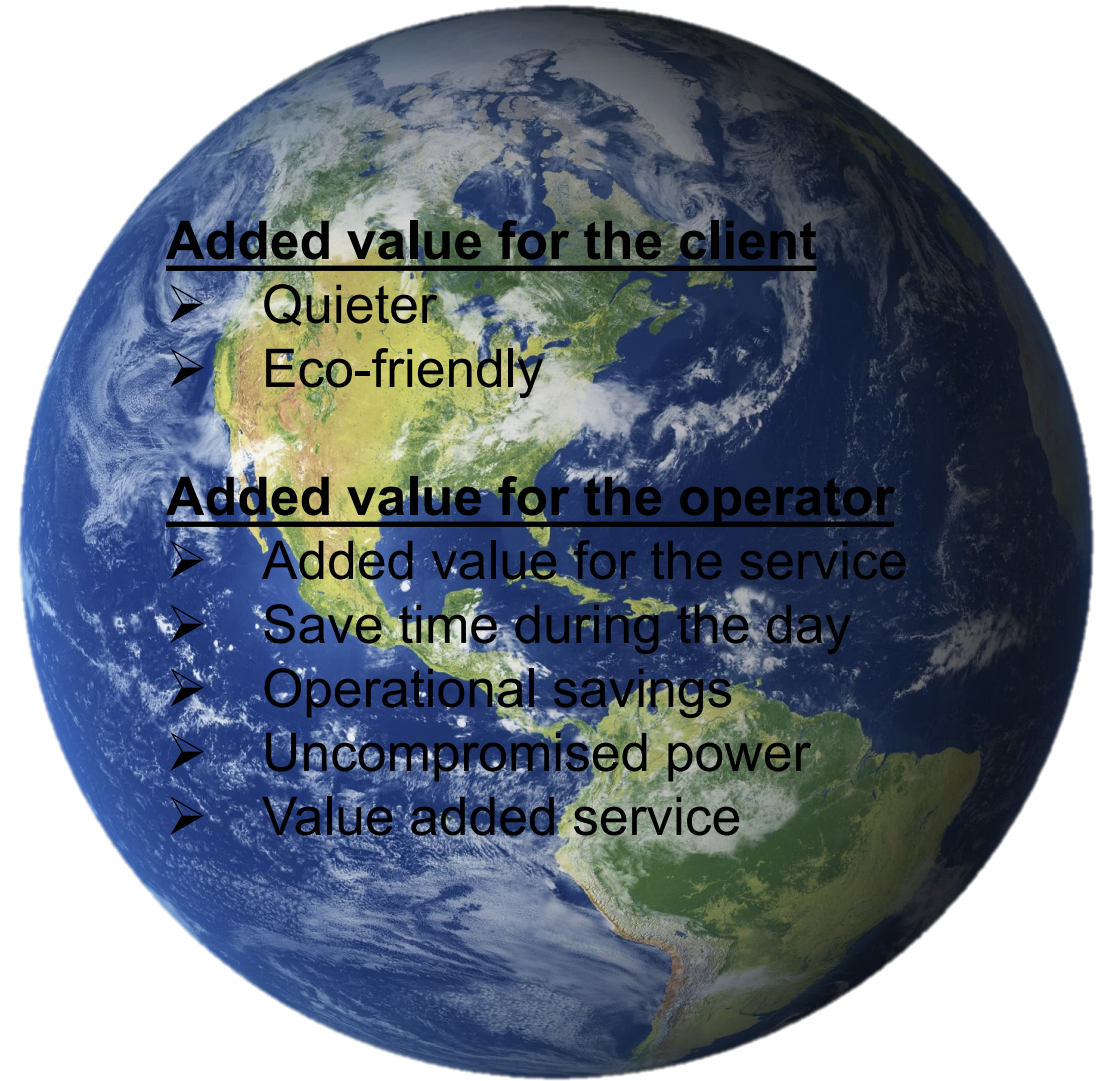 Added value for the client
➢ Quieter
➢ Eco-friendly
Added value for the operator
➢ Added value for the service
➢ Save time during the day
➢ Operational savings
➢ Uncompromised power
➢ Value added service